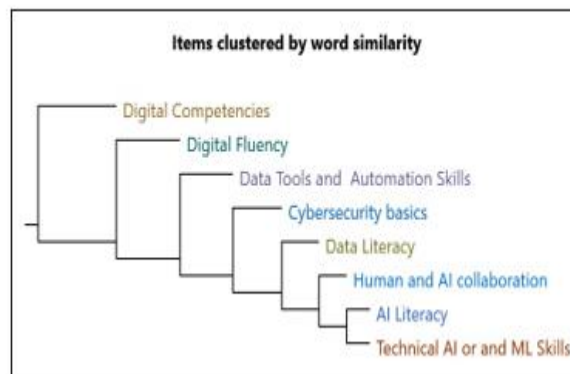 Items clustered by word similarity
Digital Competencies
Digital Fluency
Data Tools and Automation Skills
Cybersecurity basics
Data Literacy
Human and AI collaboration
AI Literacy
Technical AI or and ML Skills